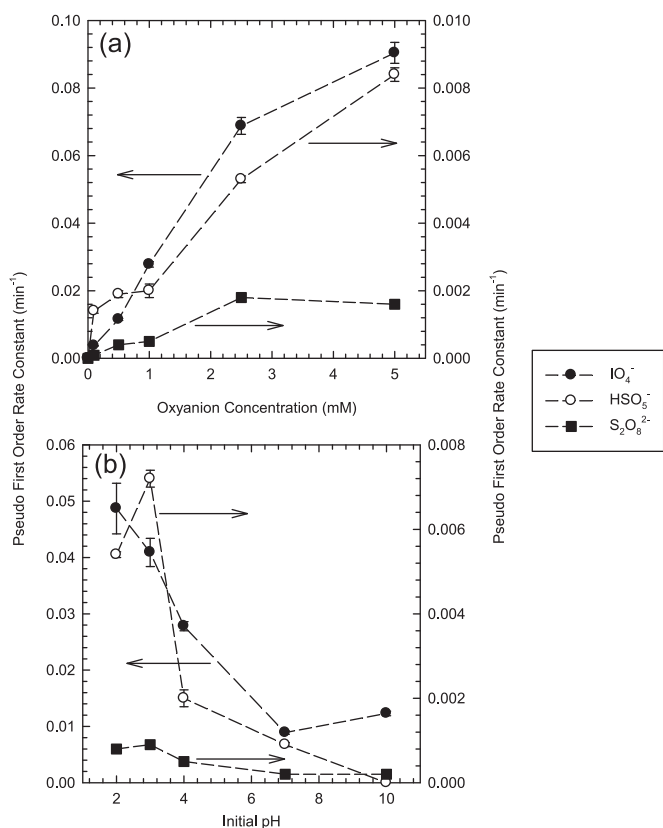 (a)
0.10
0.08
0.06
0.04
0.02
0.00
0.010
0.008
0.006
0.004
0.002
0.000
0 1 2 3 4 5
Oxyanion Concentration (mM)
Pseudo First Order Rate Constant (min⁻¹)
Pseudo First Order Rate Constant (min⁻¹)
IO₄⁻
HSO₅⁻
S₂O₈²⁻
(b)
0.06
0.05
0.04
0.03
0.02
0.01
0.00
0.008
0.006
0.004
0.002
0.000
2 4 6 8 10
Initial pH